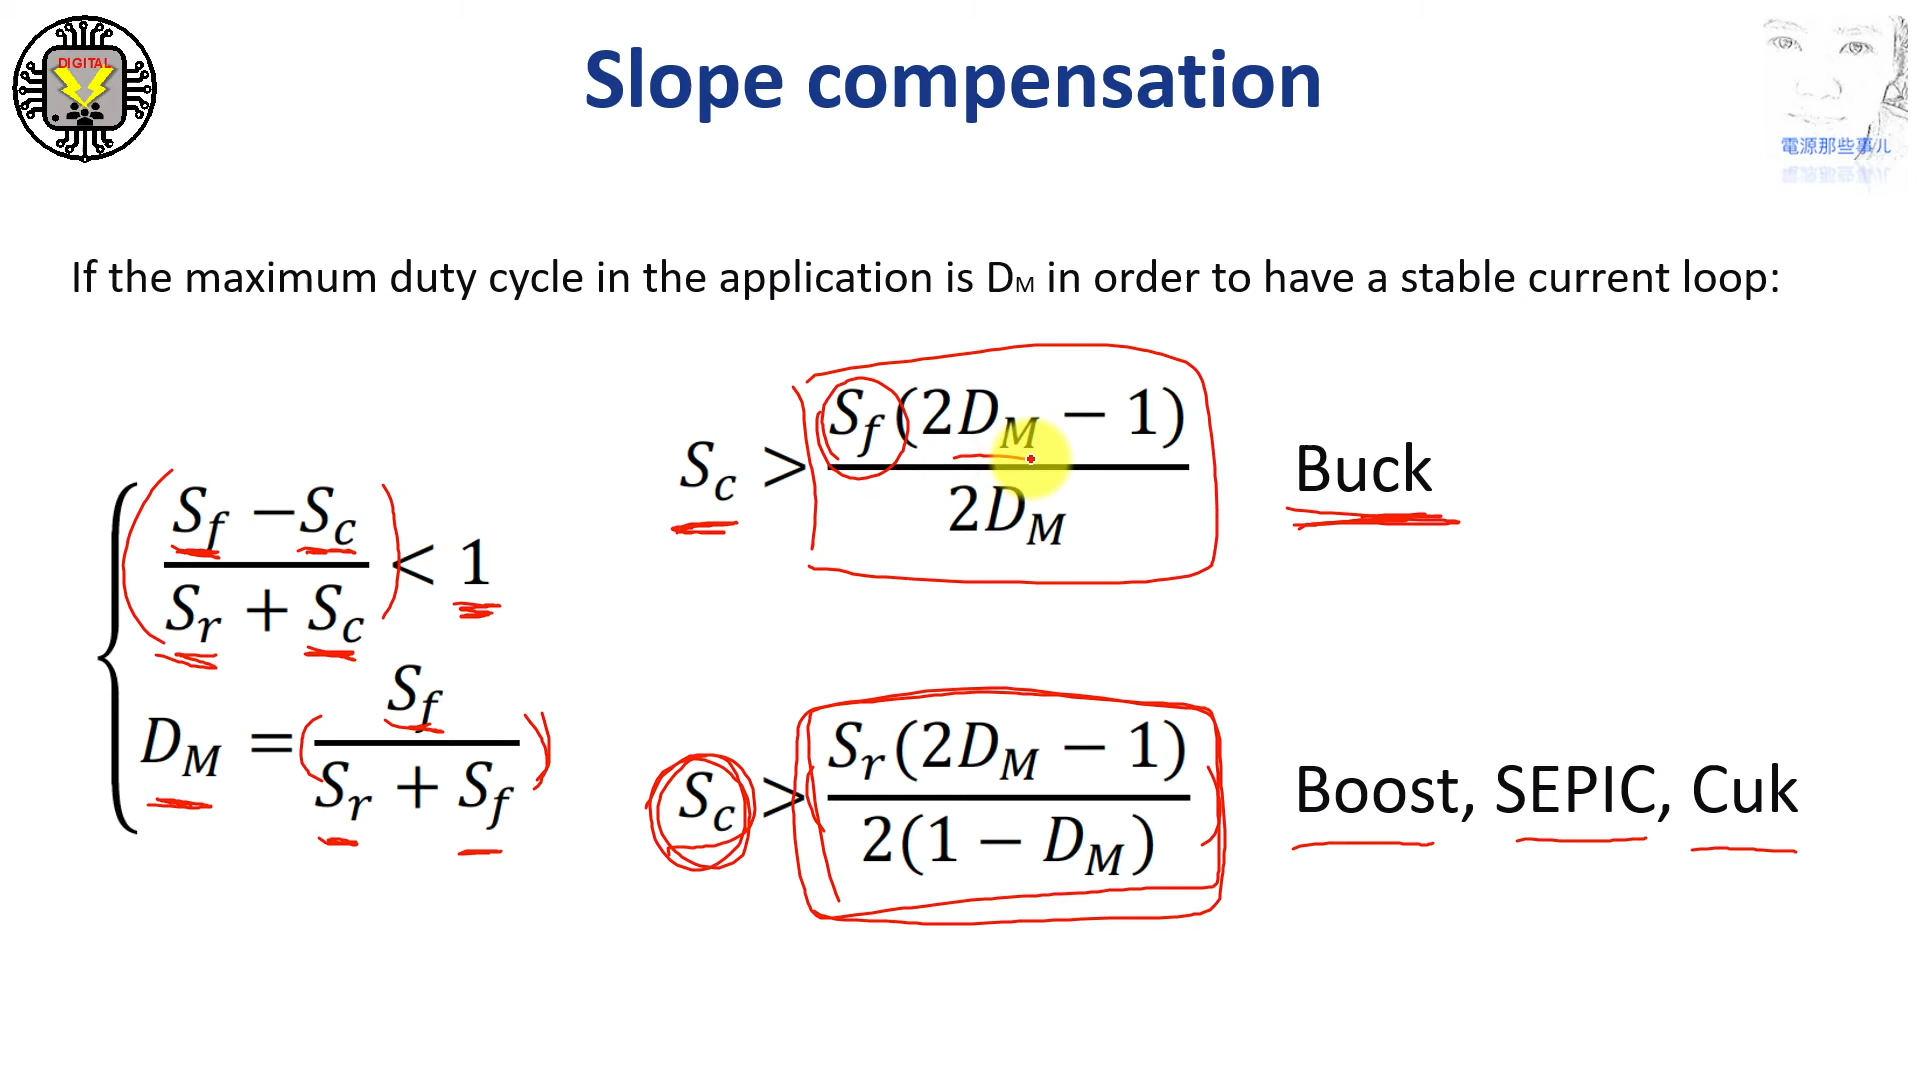 DIGITAL
Slope compensation
電源那些事儿
If the maximum duty cycle in the application is D_M in order to have a stable current loop:
S_c > S_f(2D_M − 1) / 2D_M
Buck
(S_f − S_c) / (S_r + S_c) < 1
D_M = S_f / (S_r + S_f)
S_c > S_r(2D_M − 1) / 2(1 − D_M)
Boost, SEPIC, Cuk